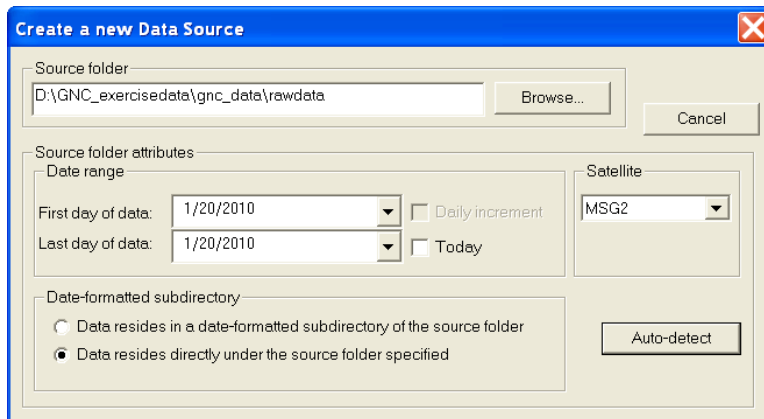 Create a new Data Source
Source folder
D:\GNC_exercisedata\gnc_data\rawdata
Browse...
Cancel
Source folder attributes
Date range
First day of data:
1/20/2010
Daily increment
Last day of data:
1/20/2010
Today
Satellite
MSG2
Date-formatted subdirectory
Data resides in a date-formatted subdirectory of the source folder
Data resides directly under the source folder specified
Auto-detect